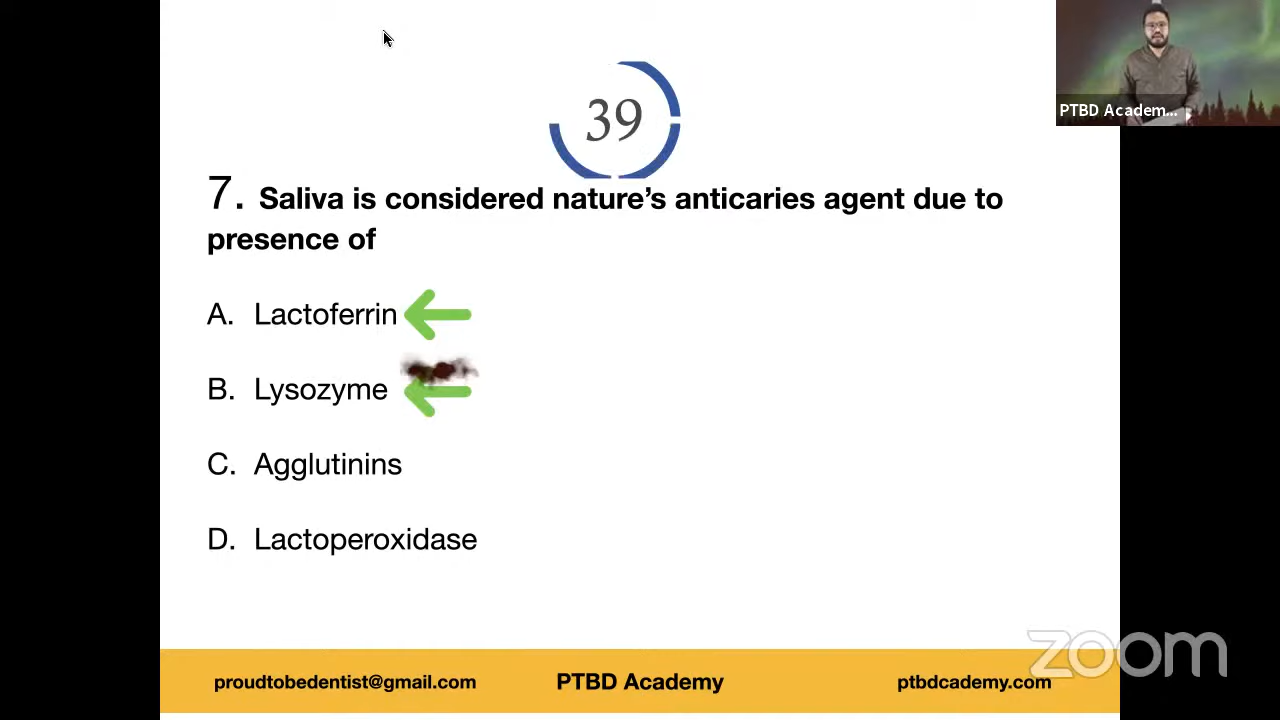 PTBD Academ...
39
7. Saliva is considered nature's anticaries agent due to
presence of
A. Lactoferrin
B. Lysozyme
C. Agglutinins
D. Lactoperoxidase
zoom
proudtobedentist@gmail.com PTBD Academy ptbdcademy.com